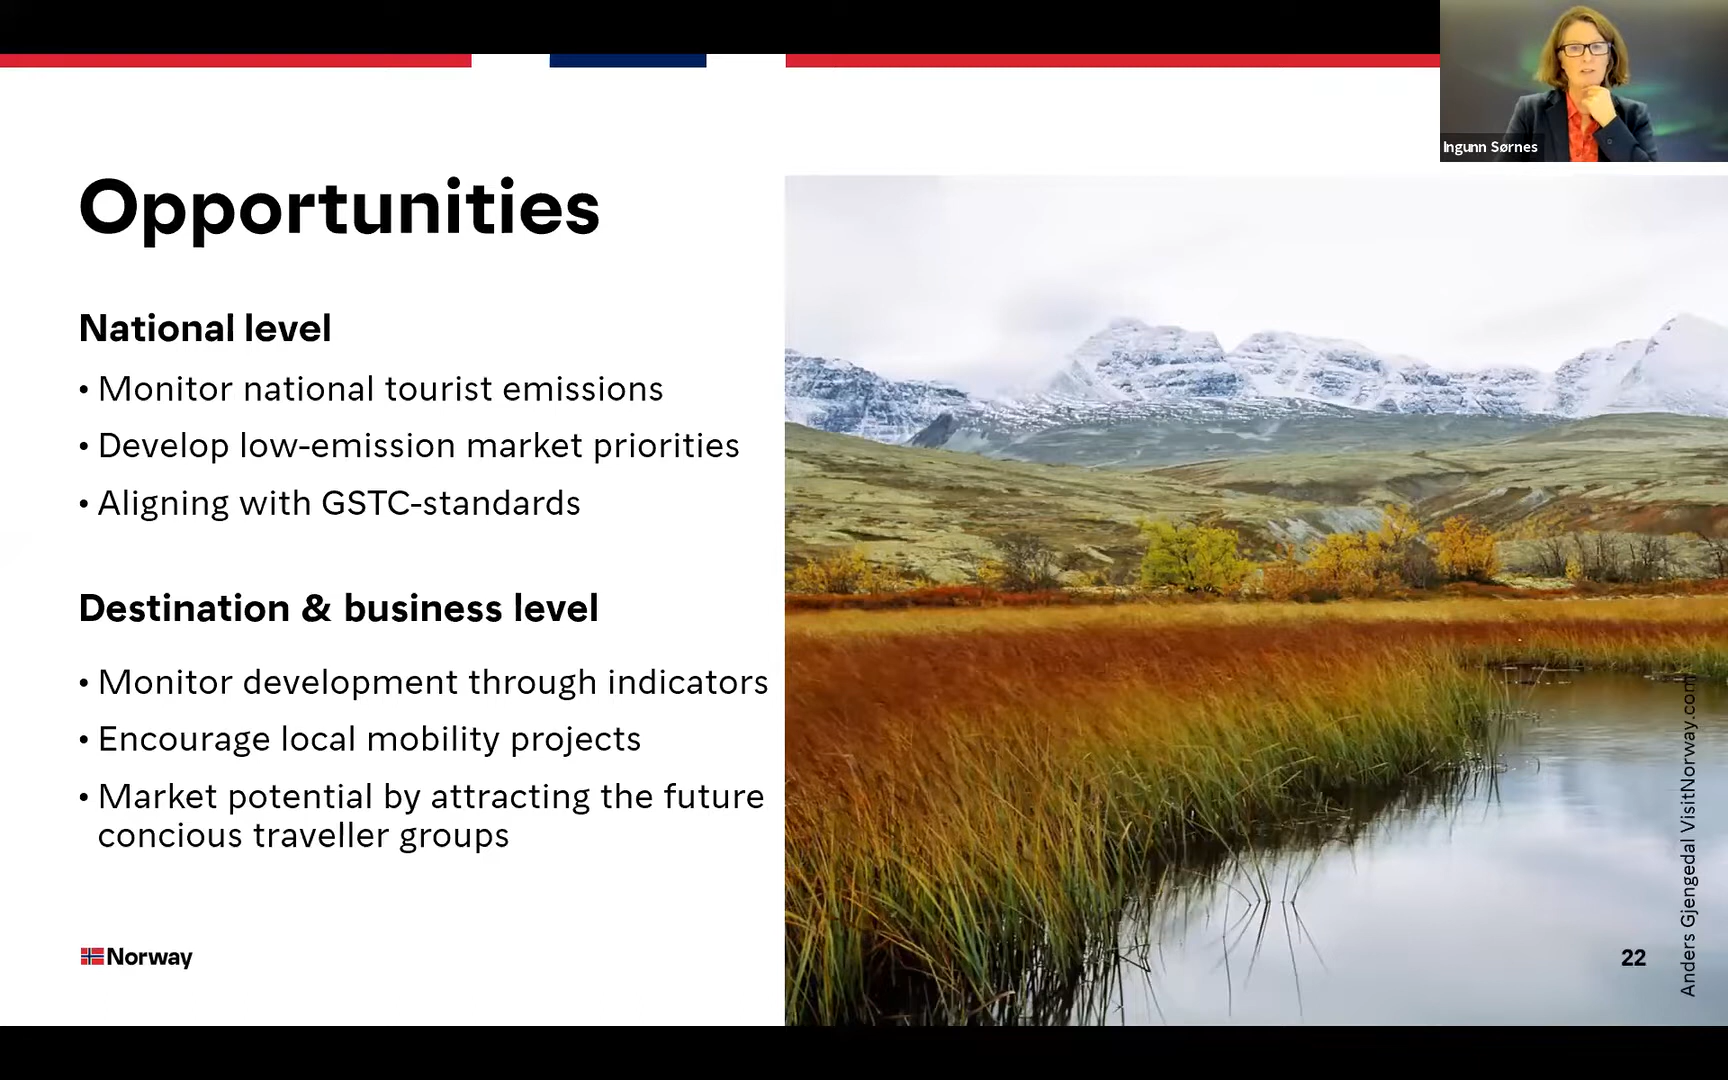 Ingunn Sørnes
Opportunities
National level
• Monitor national tourist emissions
• Develop low-emission market priorities
• Aligning with GSTC-standards
Destination & business level
• Monitor development through indicators
• Encourage local mobility projects
• Market potential by attracting the future
concious traveller groups
Norway
22
Anders Gjengedal VisitNorway.com